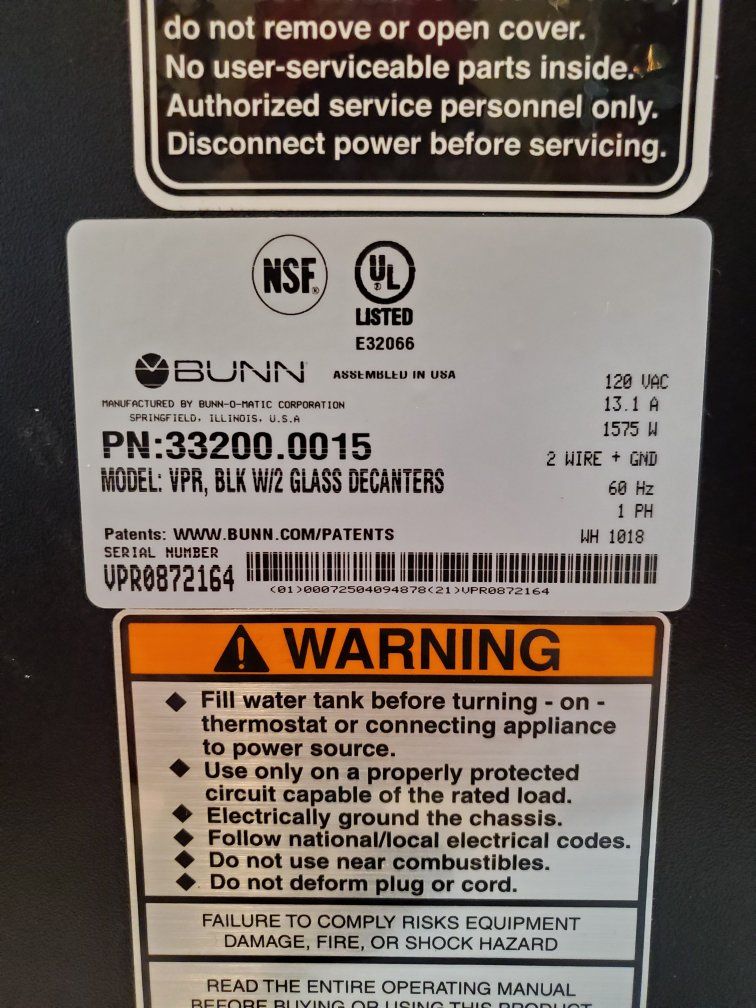 do not remove or open cover.
No user-serviceable parts inside.
Authorized service personnel only.
Disconnect power before servicing.
NSF®
UL®
LISTED
E32066
BUNN® ASSEMBLED IN USA
MANUFACTURED BY BUNN-O-MATIC CORPORATION
SPRINGFIELD, ILLINOIS, U.S.A
PN:33200.0015
MODEL: VPR, BLK W/2 GLASS DECANTERS
120 VAC
13.1 A
1575 W
2 WIRE + GND
60 Hz
1 PH
Patents: WWW.BUNN.COM/PATENTS
WH 1018
SERIAL NUMBER
VPR0872164
(01)00072504094878(21)VPR0872164
WARNING
Fill water tank before turning - on -
thermostat or connecting appliance
to power source.
Use only on a properly protected
circuit capable of the rated load.
Electrically ground the chassis.
Follow national/local electrical codes.
Do not use near combustibles.
Do not deform plug or cord.
FAILURE TO COMPLY RISKS EQUIPMENT
DAMAGE, FIRE, OR SHOCK HAZARD
READ THE ENTIRE OPERATING MANUAL
BEFORE BUYING OR USING THIS PRODUCT